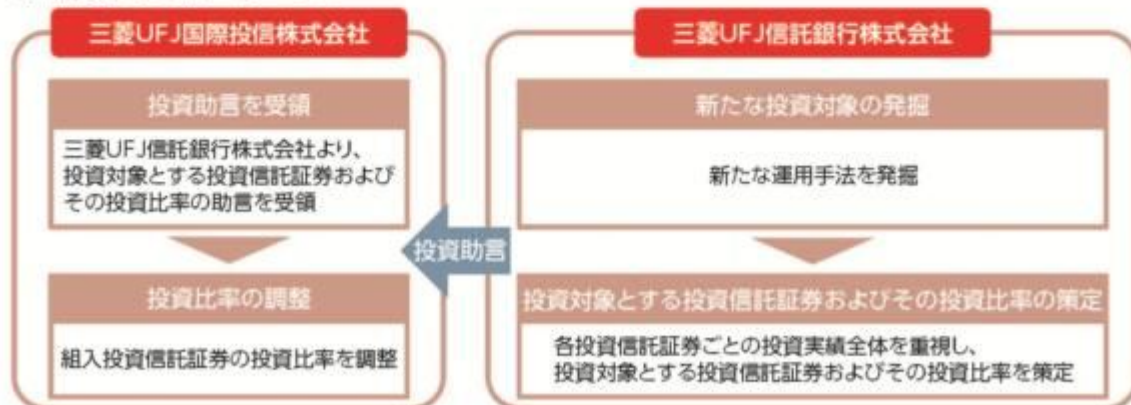 三菱UFJ国際投信株式会社
投資助言を受領
三菱UFJ信託銀行株式会社より、
投資対象とする投資信託証券および
その投資比率の助言を受領
投資比率の調整
組入投資信託証券の投資比率を調整
投資助言
三菱UFJ信託銀行株式会社
新たな投資対象の発掘
新たな運用手法を発掘
投資対象とする投資信託証券およびその投資比率の策定
各投資信託証券ごとの投資実績全体を重視し、
投資対象とする投資信託証券およびその投資比率を策定